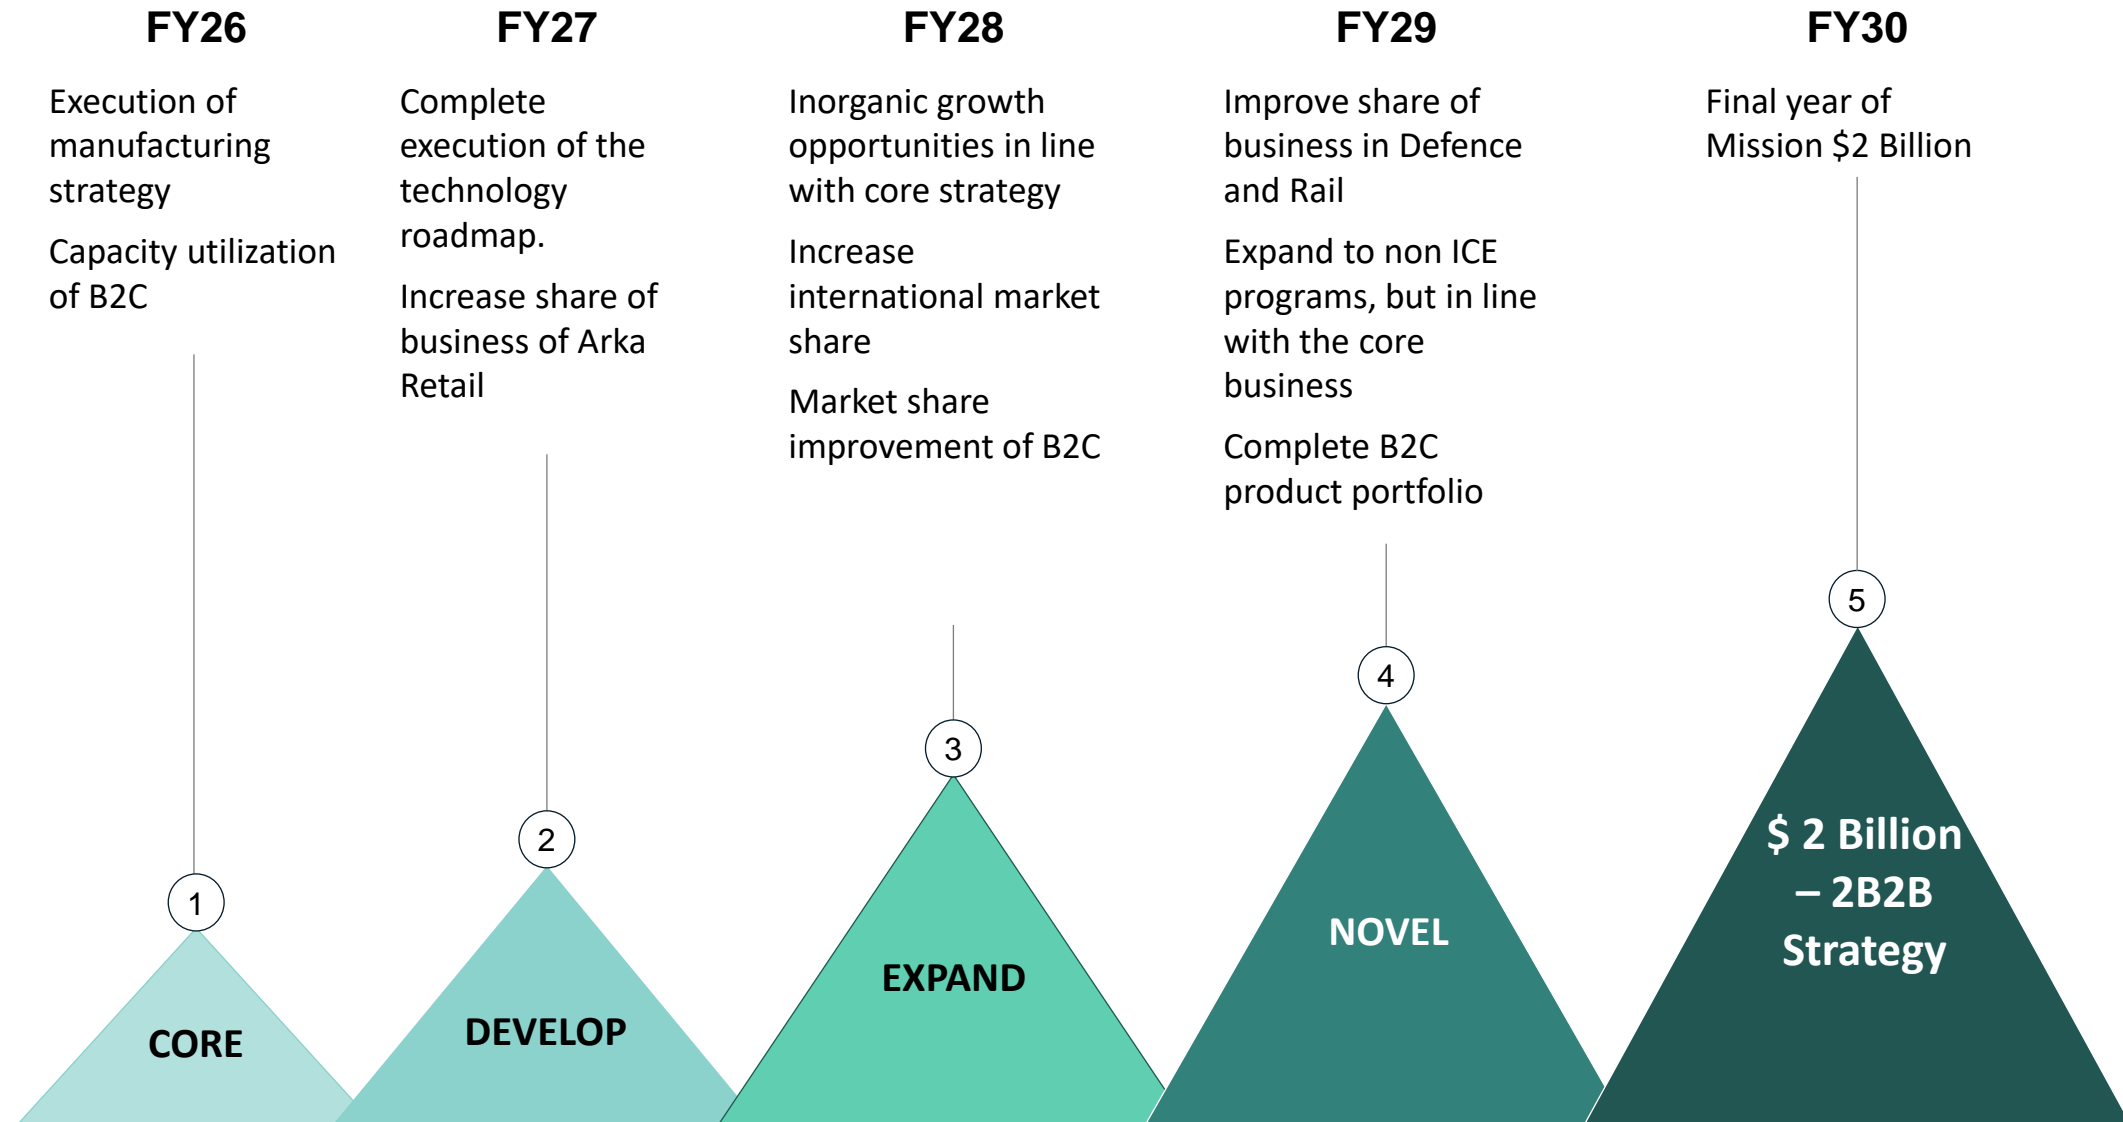 FY26
Execution of
manufacturing
strategy
Capacity utilization
of B2C
1
CORE
FY27
Complete
execution of the
technology
roadmap.
Increase share of
business of Arka
Retail
2
DEVELOP
FY28
Inorganic growth
opportunities in line
with core strategy
Increase
international market
share
Market share
improvement of B2C
3
EXPAND
FY29
Improve share of
business in Defence
and Rail
Expand to non ICE
programs, but in line
with the core
business
Complete B2C
product portfolio
4
NOVEL
FY30
Final year of
Mission $2 Billion
5
$ 2 Billion
– 2B2B
Strategy